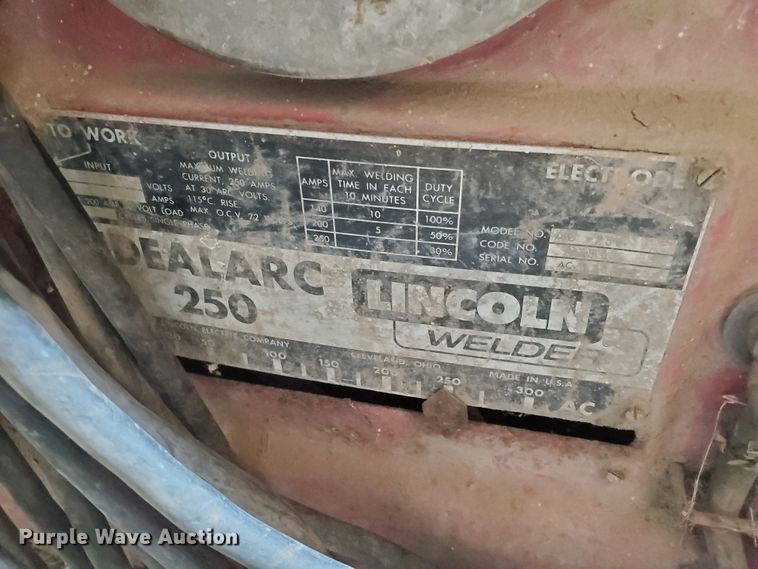 TO WORK
INPUT
VOLTS
AMPS
OUTPUT
MAXIMUM WELDING
CURRENT, 250 AMPS
AT 30 ARC VOLTS.
115°C. RISE
MAX. O.C.V. 72
VOLT LOAD
SINGLE PHASE
AMPS MAX. WELDING TIME IN EACH 10 MINUTES DUTY CYCLE
140 10 100%
200 5 50%
250 3 30%
ELECTRODE
MODEL NO.
CODE NO.
SERIAL NO. AC
DEALARC
250
LINCOLN
WELDER
LINCOLN ELECTRIC COMPANY CLEVELAND, OHIO MADE IN U.S.A.
100 150 200 250 300
AC
Purple Wave Auction